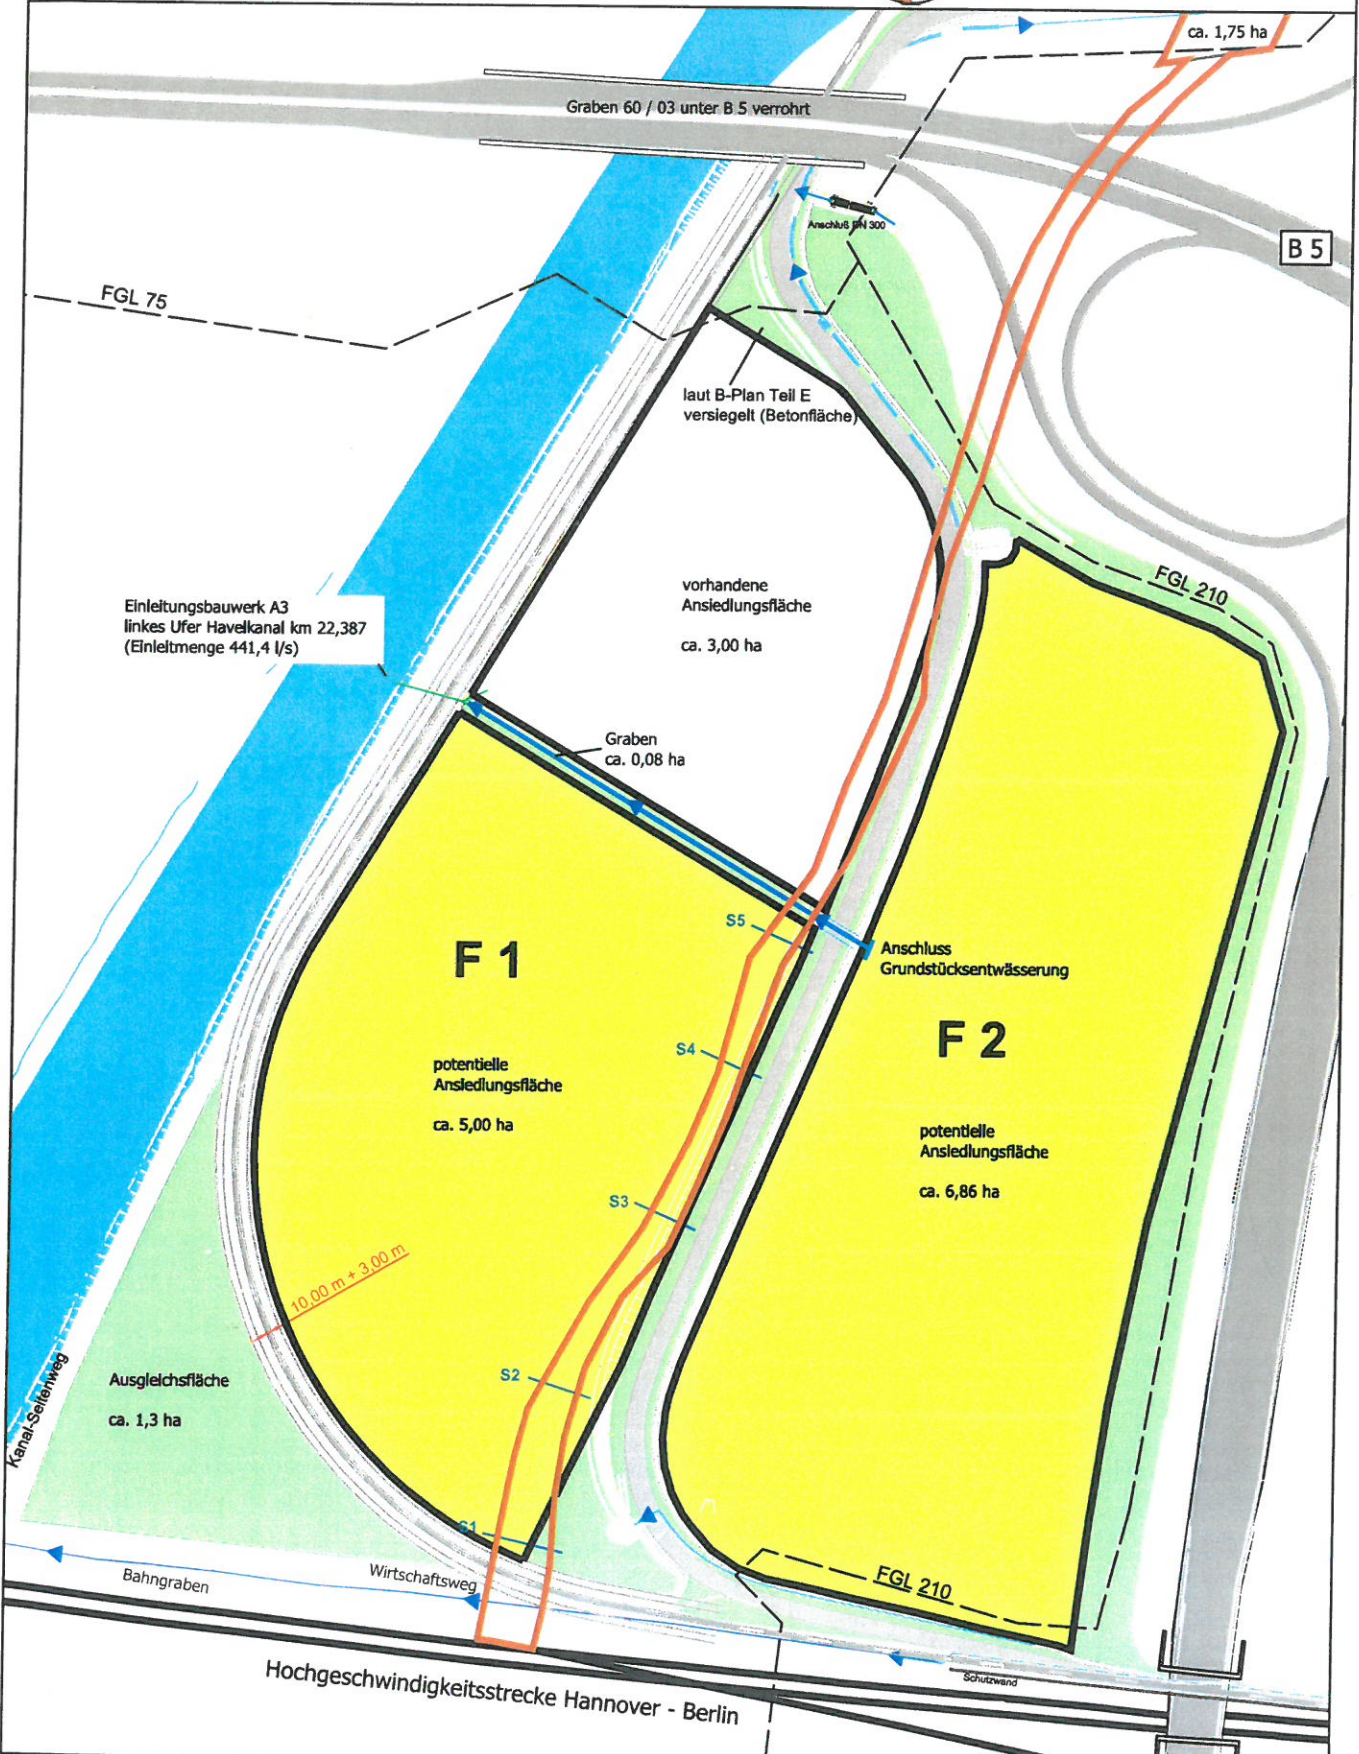 ca. 1,75 ha
Graben 60 / 03 unter B 5 verrohrt
Anschluß DN 300
B 5
FGL 75
laut B-Plan Teil E
versiegelt (Betonfläche)
vorhandene
Ansiedlungsfläche
ca. 3,00 ha
FGL 210
Einleitungsbauwerk A3
linkes Ufer Havelkanal km 22,387
(Einleitmenge 441,4 l/s)
Graben
ca. 0,08 ha
S5
Anschluss
Grundstücksentwässerung
F 1
F 2
S4
potentielle
Ansiedlungsfläche
ca. 5,00 ha
potentielle
Ansiedlungsfläche
ca. 6,86 ha
S3
10,00 m + 3,00 m
S2
Ausgleichsfläche
ca. 1,3 ha
Kanal-Seitenweg
S1
Bahngraben
Wirtschaftsweg
FGL 210
Schutzwand
Hochgeschwindigkeitsstrecke Hannover - Berlin